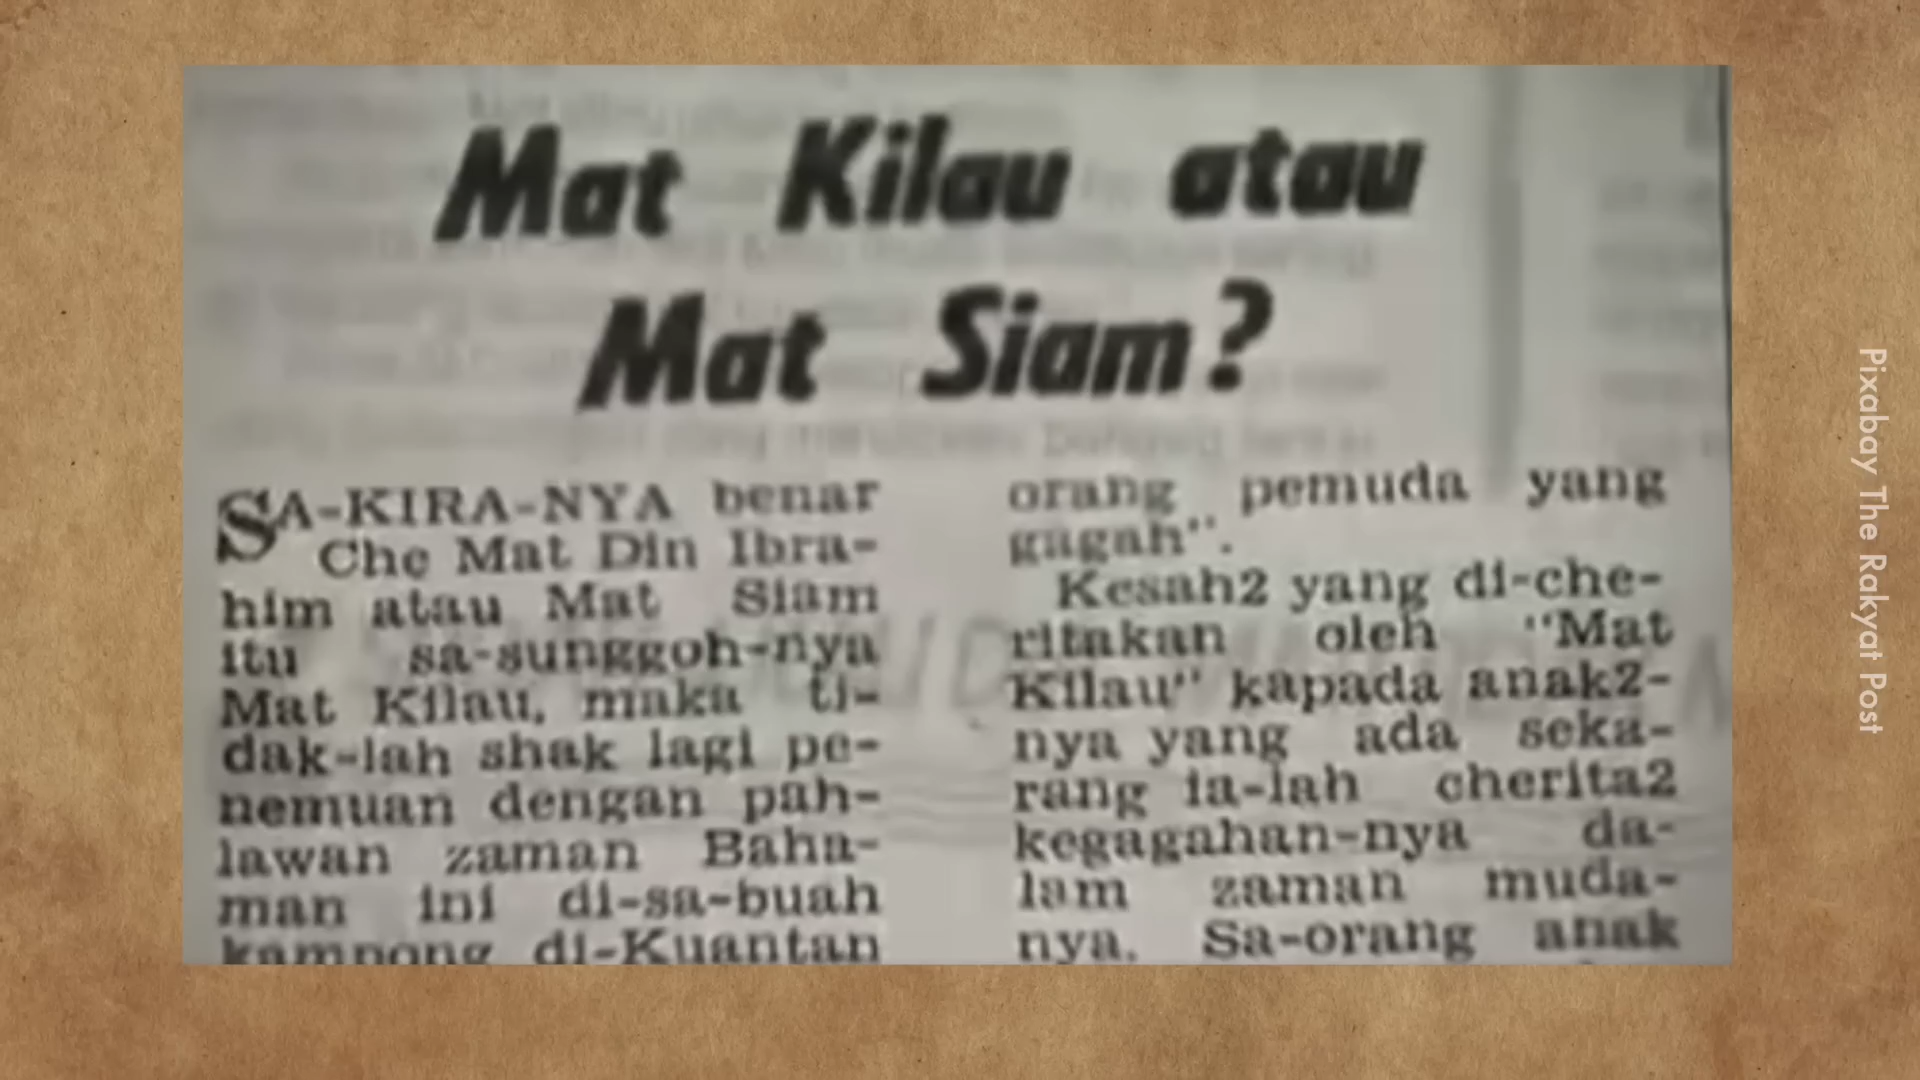 Mat Kilau atau
Mat Siam?
SA-KIRA-NYA benar
Che Mat Din Ibra-
him atau Mat Siam
itu sa-sunggoh-nya
Mat Kilau, maka ti-
dak-lah shak lagi pe-
nemuan dengan pah-
lawan zaman Baha-
man ini di-sa-buah
kampong di-Kuantan
orang pemuda yang
gagah".
Kesah2 yang di-che-
ritakan oleh "Mat
Kilau" kapada anak2-
nya yang ada seka-
rang ia-lah cherita2
kegagahan-nya da-
lam zaman muda-
nya. Sa-orang anak
Pixabay The Rakyat Post